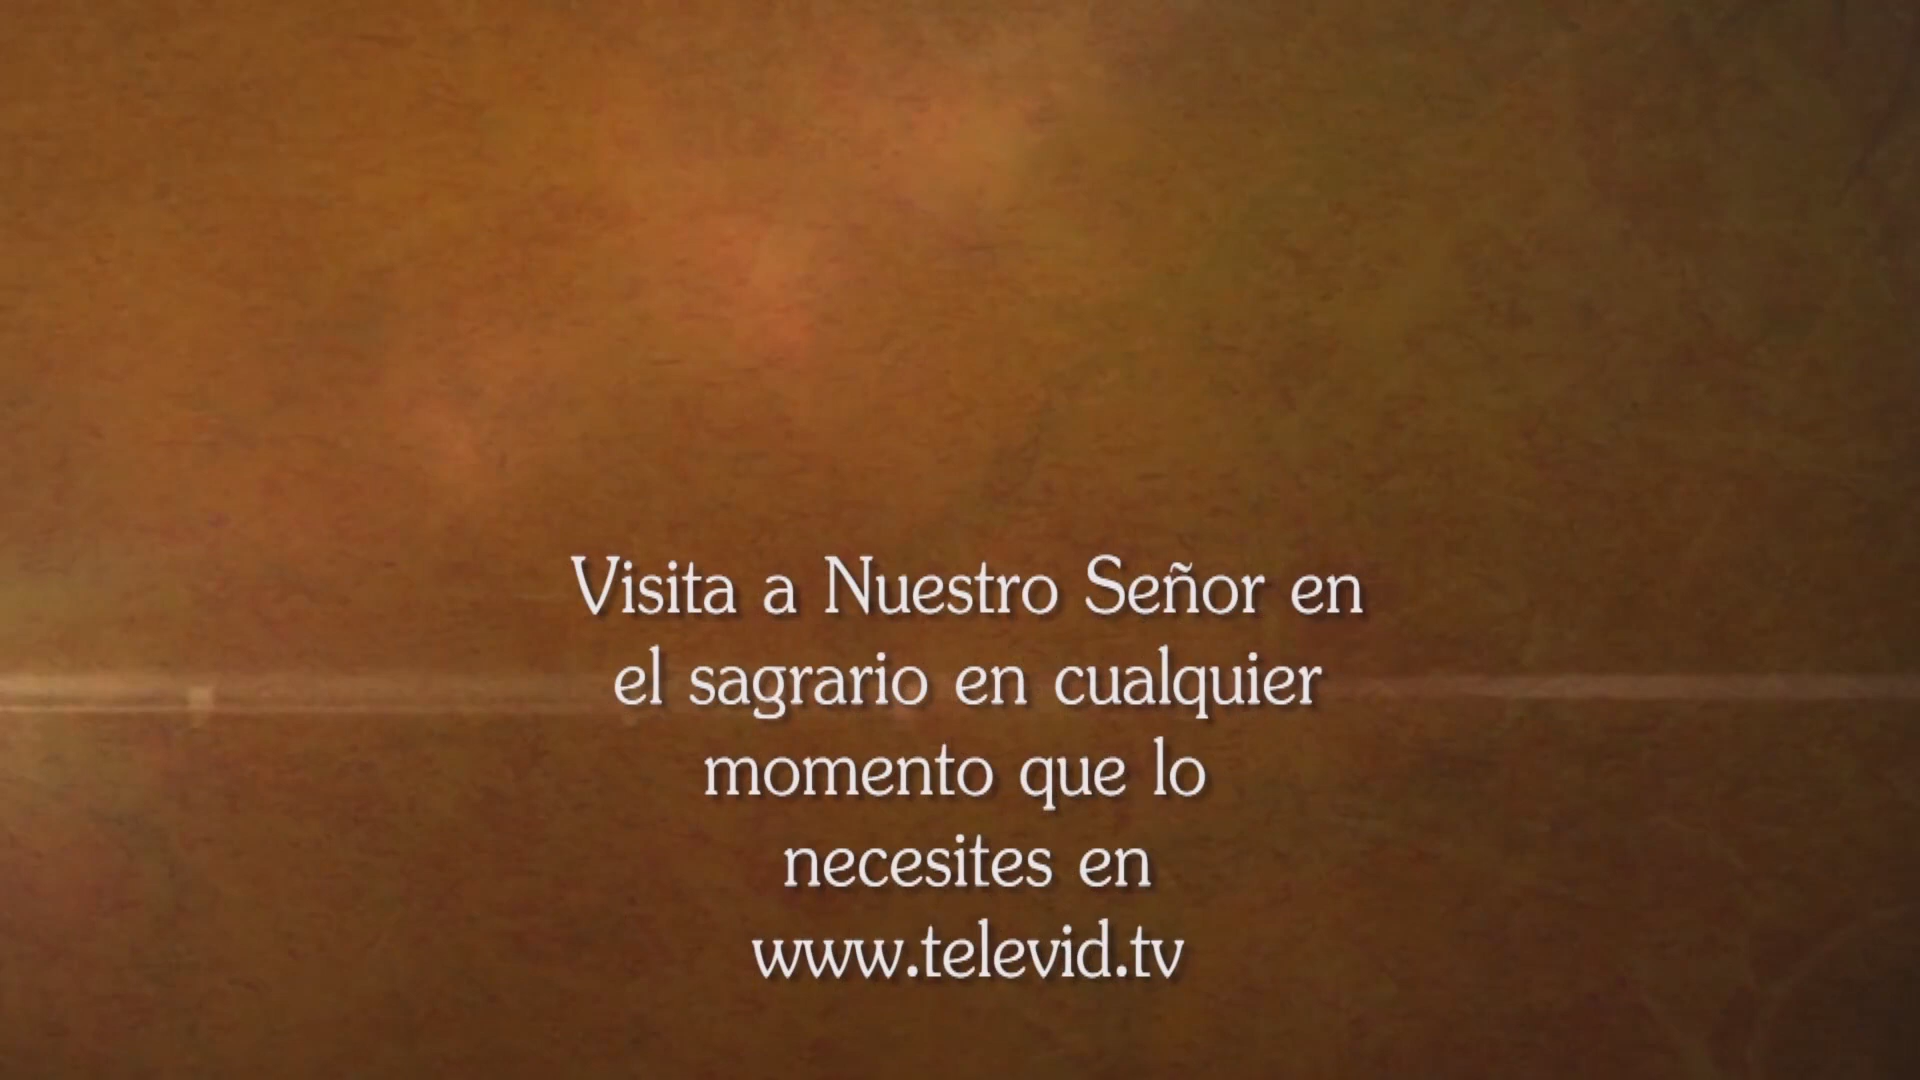 Visita a Nuestro Señor en
el sagrario en cualquier
momento que lo
necesites en
www.televid.tv